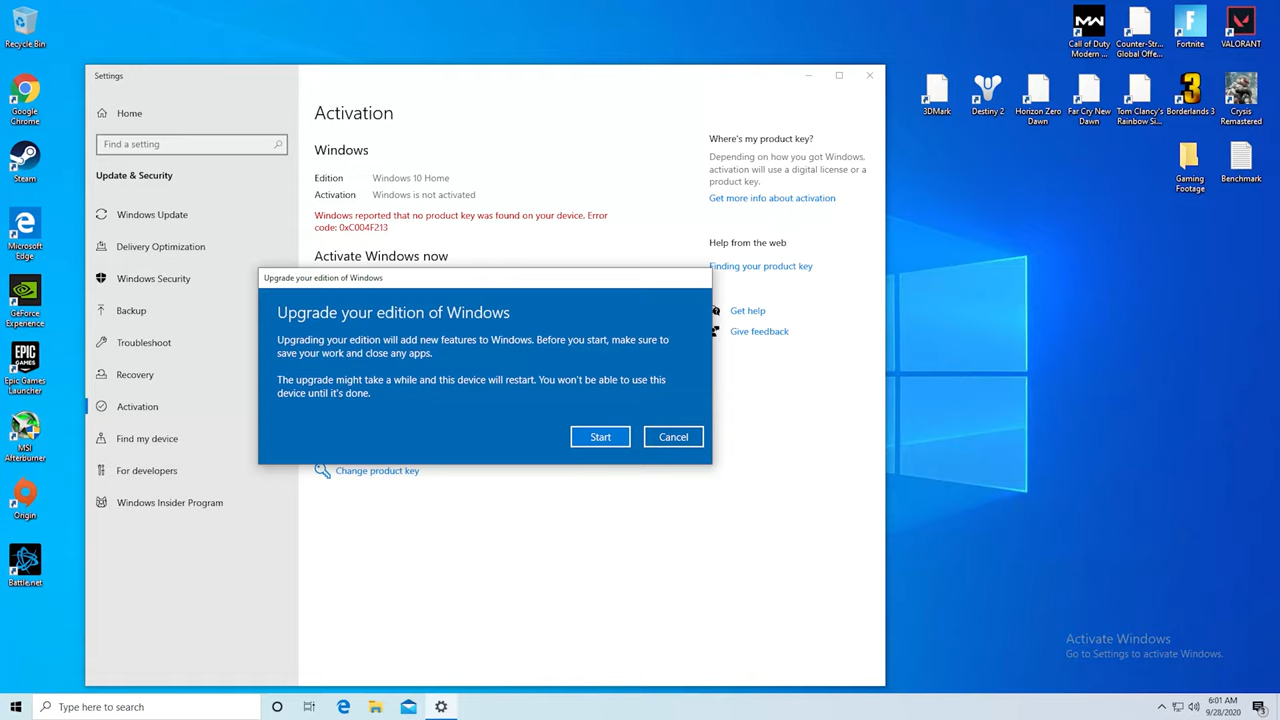 Recycle Bin
Google
Chrome
Steam
Microsoft
Edge
GeForce
Experience
Epic Games
Launcher
MSI
Afterburner
Origin
Battle.net
Settings
Home
Find a setting
Update & Security
Windows Update
Delivery Optimization
Windows Security
Backup
Troubleshoot
Recovery
Activation
Find my device
For developers
Windows Insider Program
Activation
Windows
Edition Windows 10 Home
Activation Windows is not activated
Windows reported that no product key was found on your device. Error
code: 0xC004F213
Activate Windows now
Upgrade your edition of Windows
Upgrade your edition of Windows
Upgrading your edition will add new features to Windows. Before you start, make sure to
save your work and close any apps.
The upgrade might take a while and this device will restart. You won't be able to use this
device until it's done.
Start
Cancel
Change product key
Where's my product key?
Depending on how you got Windows,
activation will use a digital license or a
product key.
Get more info about activation
Help from the web
Finding your product key
Get help
Give feedback
Call of Duty
Modern ...
Counter-Str...
Global Offe...
Fortnite
VALORANT
3DMark
Destiny 2
Horizon Zero
Dawn
Far Cry New
Dawn
Tom Clancy's
Rainbow Si...
3
Borderlands 3
Crysis
Remastered
Gaming
Footage
Benchmark
Activate Windows
Go to Settings to activate Windows.
Type here to search
6:01 AM
9/28/2020
3